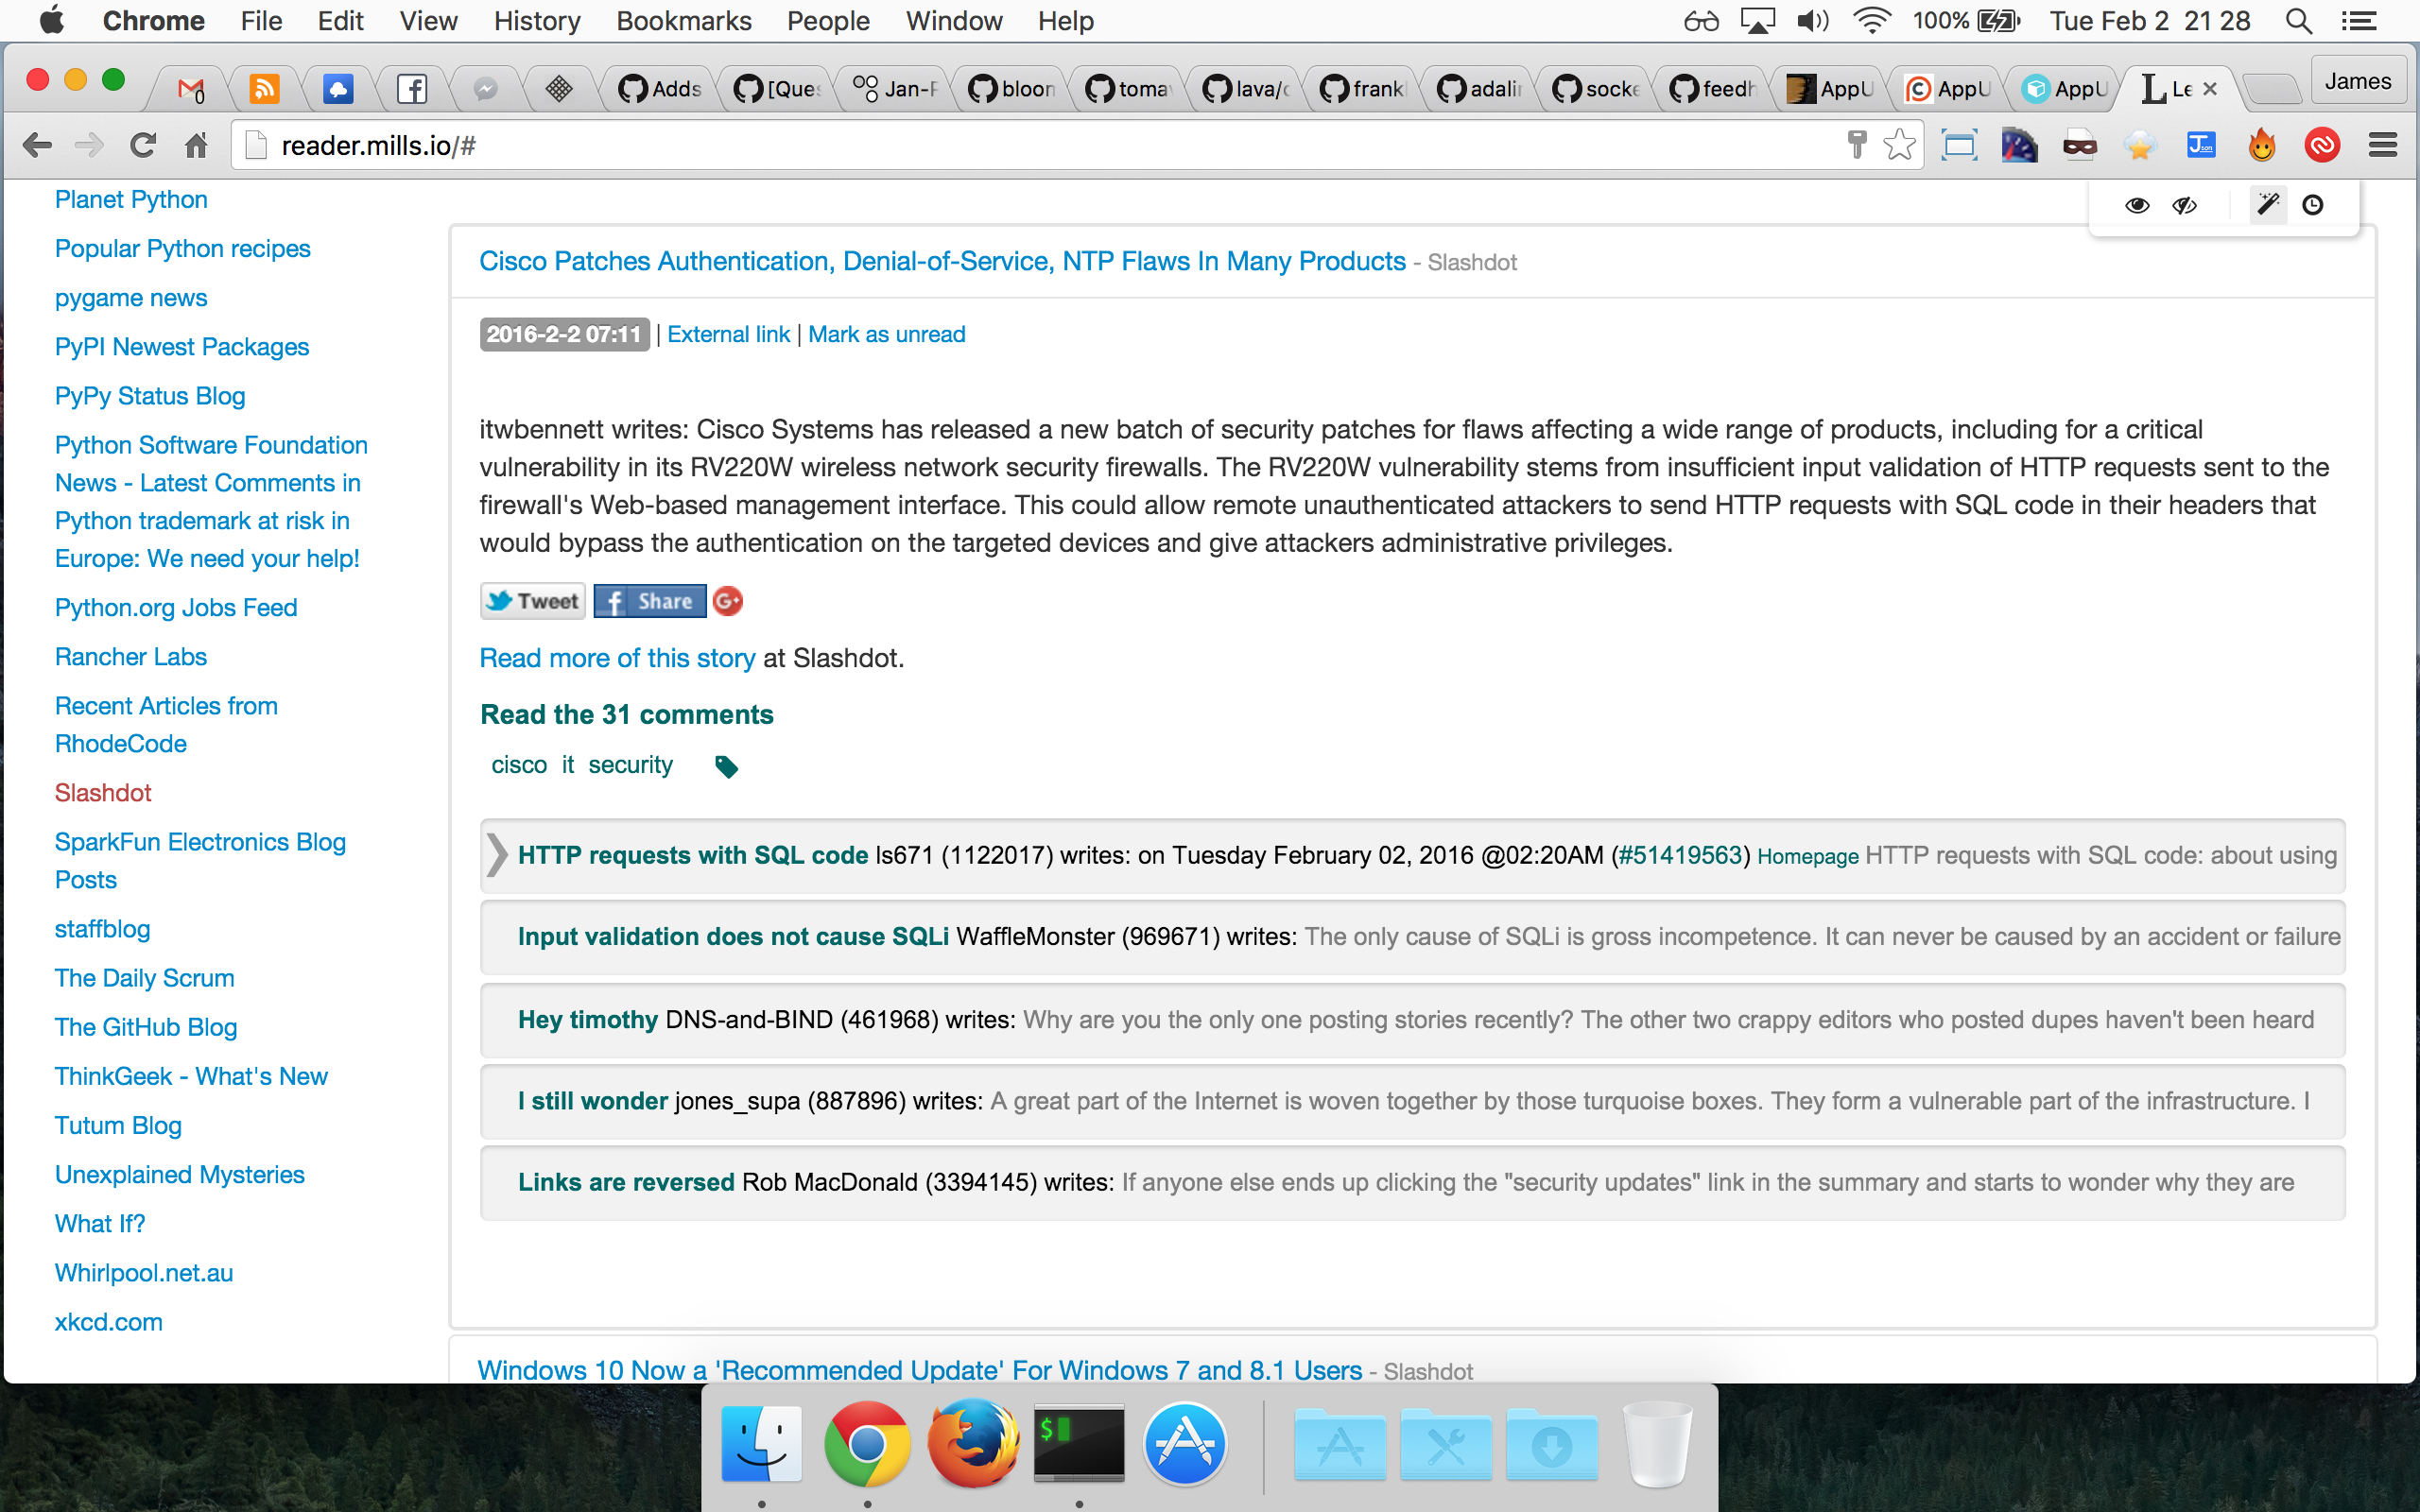 Chrome File Edit View History Bookmarks People Window Help 100% Tue Feb 2 21 28
0 Adds [Ques Jan-F bloom toma lava/c frank adalin socke feedh AppU AppU AppU Le James
reader.mills.io/#
Planet Python
Popular Python recipes
pygame news
PyPI Newest Packages
PyPy Status Blog
Python Software Foundation
News - Latest Comments in
Python trademark at risk in
Europe: We need your help!
Python.org Jobs Feed
Rancher Labs
Recent Articles from
RhodeCode
Slashdot
SparkFun Electronics Blog
Posts
staffblog
The Daily Scrum
The GitHub Blog
ThinkGeek - What's New
Tutum Blog
Unexplained Mysteries
What If?
Whirlpool.net.au
xkcd.com
Cisco Patches Authentication, Denial-of-Service, NTP Flaws In Many Products - Slashdot
2016-2-2 07:11 | External link | Mark as unread
itwbennett writes: Cisco Systems has released a new batch of security patches for flaws affecting a wide range of products, including for a critical
vulnerability in its RV220W wireless network security firewalls. The RV220W vulnerability stems from insufficient input validation of HTTP requests sent to the
firewall's Web-based management interface. This could allow remote unauthenticated attackers to send HTTP requests with SQL code in their headers that
would bypass the authentication on the targeted devices and give attackers administrative privileges.
Tweet f Share G+
Read more of this story at Slashdot.
Read the 31 comments
cisco it security
HTTP requests with SQL code ls671 (1122017) writes: on Tuesday February 02, 2016 @02:20AM (#51419563) Homepage HTTP requests with SQL code: about using
Input validation does not cause SQLi WaffleMonster (969671) writes: The only cause of SQLi is gross incompetence. It can never be caused by an accident or failure
Hey timothy DNS-and-BIND (461968) writes: Why are you the only one posting stories recently? The other two crappy editors who posted dupes haven't been heard
I still wonder jones_supa (887896) writes: A great part of the Internet is woven together by those turquoise boxes. They form a vulnerable part of the infrastructure. I
Links are reversed Rob MacDonald (3394145) writes: If anyone else ends up clicking the "security updates" link in the summary and starts to wonder why they are
Windows 10 Now a 'Recommended Update' For Windows 7 and 8.1 Users - Slashdot